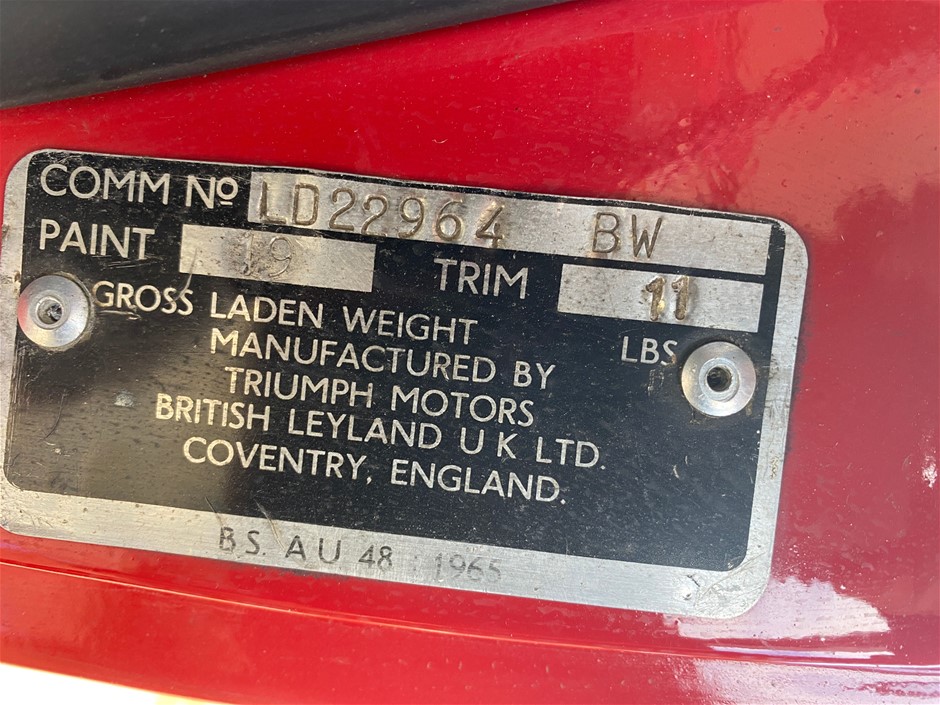 COMM Nº LD22964 BW
PAINT 19 TRIM 11
GROSS LADEN WEIGHT LBS
MANUFACTURED BY
TRIUMPH MOTORS
BRITISH LEYLAND U K LTD.
COVENTRY, ENGLAND.
B.S. A U 48 : 1965